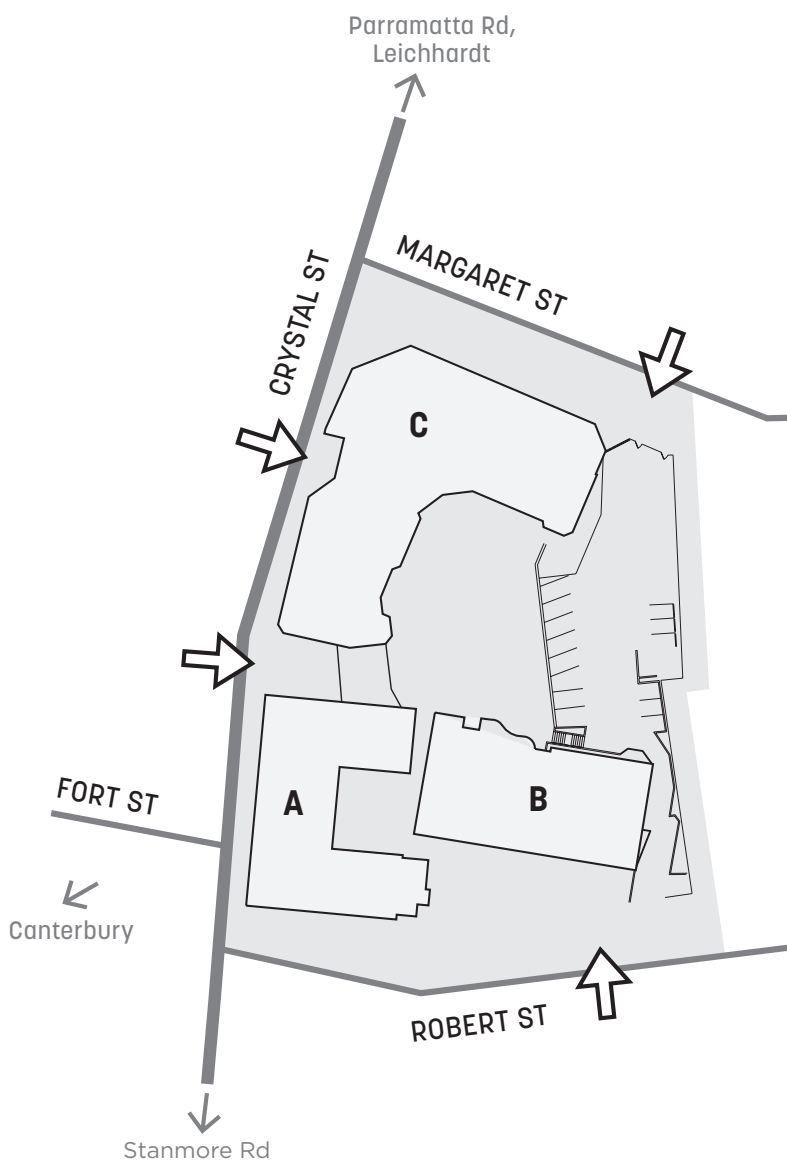 Parramatta Rd,
Leichhardt
MARGARET ST
CRYSTAL ST
C
FORT ST
A
B
Canterbury
ROBERT ST
Stanmore Rd